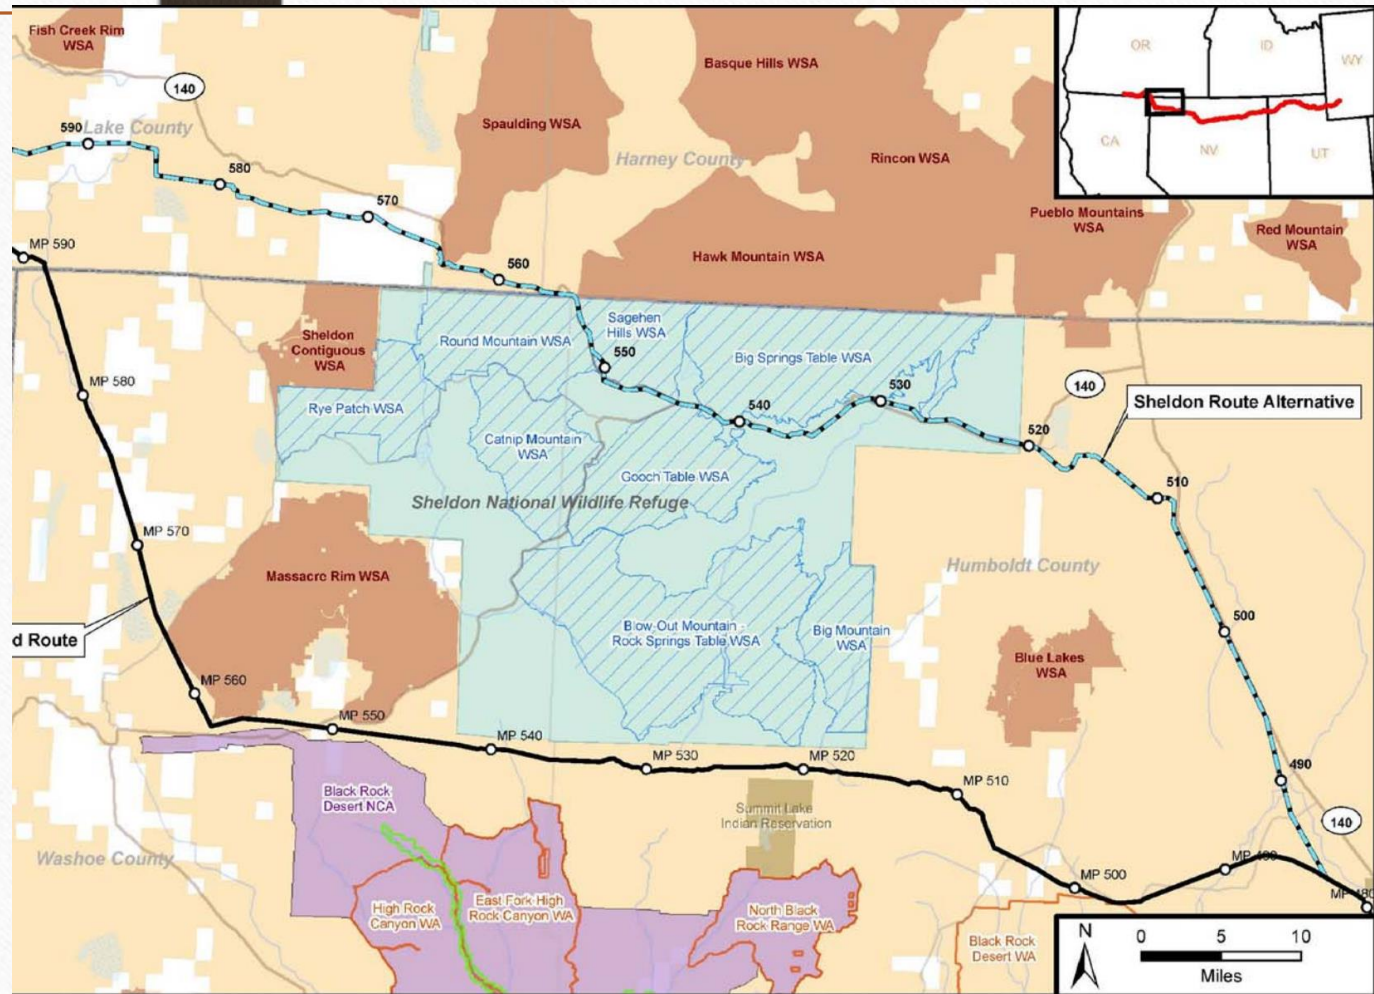 Fish Creek Rim
WSA
140
590
Lake County
580
570
560
Spaulding WSA
Basque Hills WSA
Harney County
Rincon WSA
Hawk Mountain WSA
Pueblo Mountains
WSA
Red Mountain
WSA
OR
ID
WY
CA
NV
UT
MP 590
MP 580
MP 570
MP 560
MP 550
MP 540
MP 530
MP 520
MP 510
MP 500
MP 490
MP 480
Sheldon
Contiguous
WSA
Round Mountain WSA
Sagehen
Hills WSA
550
Big Springs Table WSA
530
540
520
140
Sheldon Route Alternative
510
500
490
140
Rye Patch WSA
Catnip Mountain
WSA
Gooch Table WSA
Sheldon National Wildlife Refuge
Humboldt County
Massacre Rim WSA
Blow-Out Mountain -
Rock Springs Table WSA
Big Mountain
WSA
Blue Lakes
WSA
d Route
Black Rock
Desert NCA
Washoe County
Summit Lake
Indian Reservation
High Rock
Canyon WA
East Fork High
Rock Canyon WA
North Black
Rock Range WA
Black Rock
Desert WA
N
0 5 10
Miles